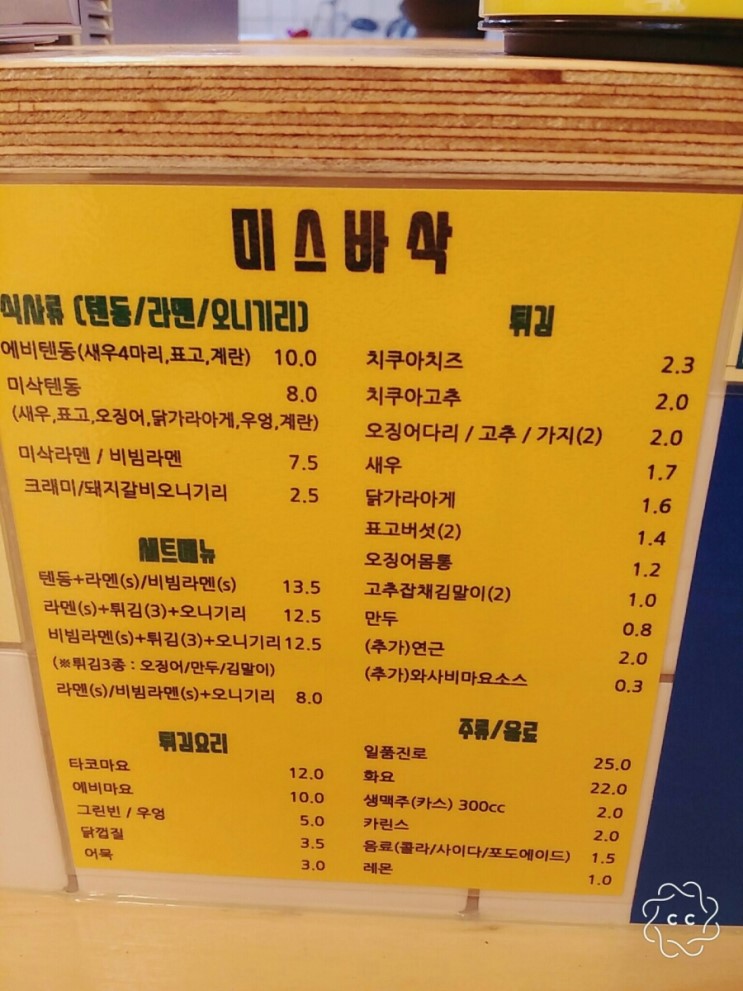 미스바삭
식사류 (텐동/라멘/오니기리)
에비텐동(새우4마리,표고,계란) 10.0
미삭텐동 8.0
(새우,표고,오징어,닭가라아게,우엉,계란)
미삭라멘 / 비빔라멘 7.5
크래미/돼지갈비오니기리 2.5
세트메뉴
텐동+라멘(s)/비빔라멘(s) 13.5
라멘(s)+튀김(3)+오니기리 12.5
비빔라멘(s)+튀김(3)+오니기리 12.5
(※튀김3종 : 오징어/만두/김말이)
라멘(s)/비빔라멘(s)+오니기리 8.0
튀김요리
타코마요 12.0
에비마요 10.0
그린빈 / 우엉 5.0
닭껍질 3.5
어묵 3.0
튀김
치쿠아치즈 2.3
치쿠아고추 2.0
오징어다리 / 고추 / 가지(2) 2.0
새우 1.7
닭가라아게 1.6
표고버섯(2) 1.4
오징어몸통 1.2
고추잡채김말이(2) 1.0
만두 0.8
(추가)연근 2.0
(추가)와사비마요소스 0.3
주류/음료
일품진로 25.0
화요 22.0
생맥주(카스) 300cc 2.0
카린스 2.0
음료(콜라/사이다/포도에이드) 1.5
레몬 1.0
CC